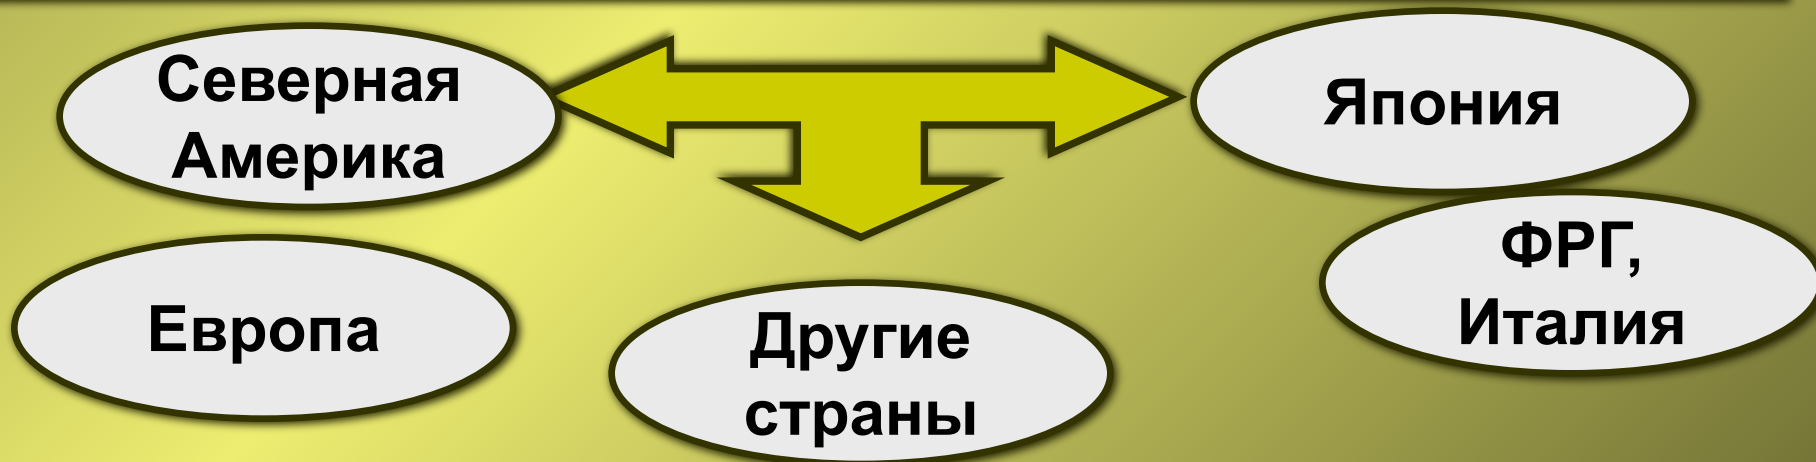 Северная
Америка
Япония
ФРГ,
Италия
Европа
Другие
страны